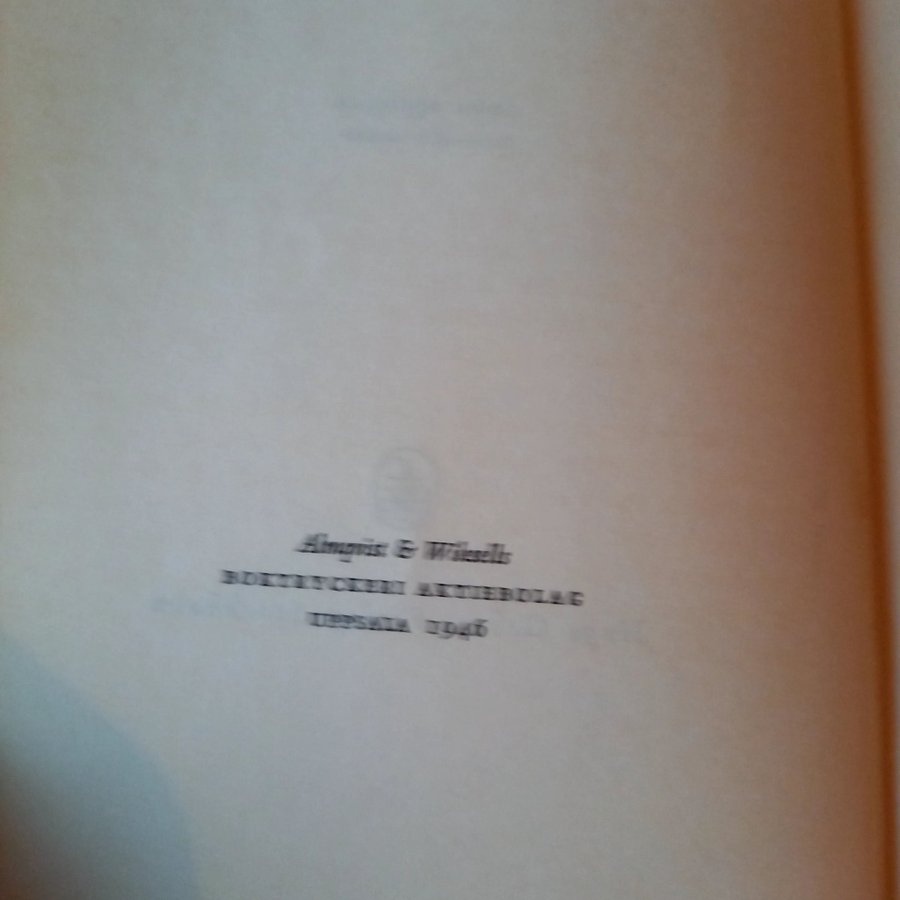 Almqvist & Wiksells
BOKTRYCKERI AKTIEBOLAG
UPPSALA 1946